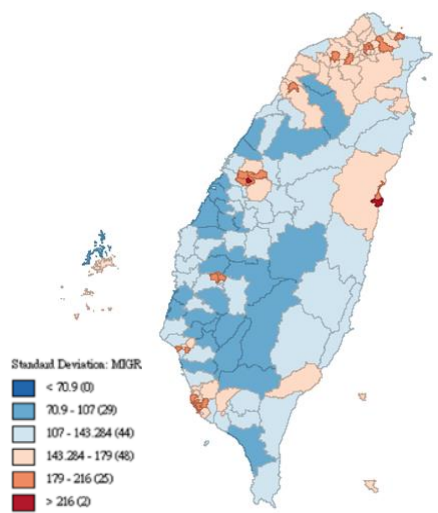 Standard Deviation: MIGR
< 70.9 (0)
70.9 - 107 (29)
107 - 143.284 (44)
143.284 - 179 (48)
179 - 216 (25)
> 216 (2)